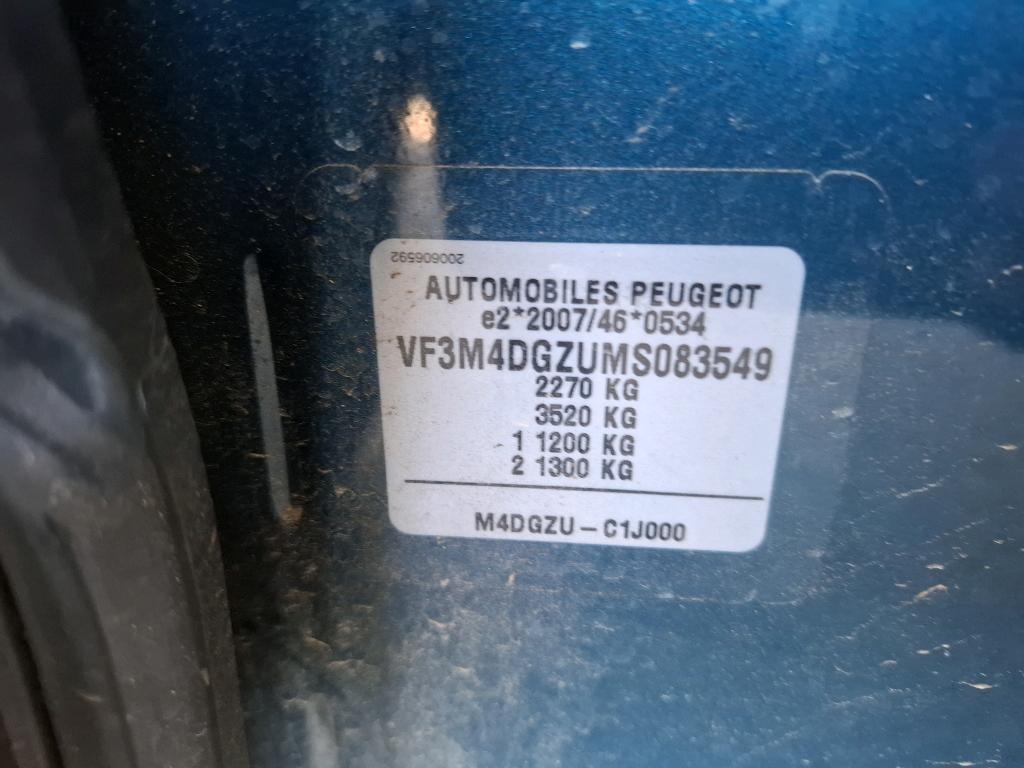 200606592
AUTOMOBILES PEUGEOT
e2*2007/46*0534
VF3M4DGZUMS083549
2270 KG
3520 KG
1 1200 KG
2 1300 KG
M4DGZU – C1J000